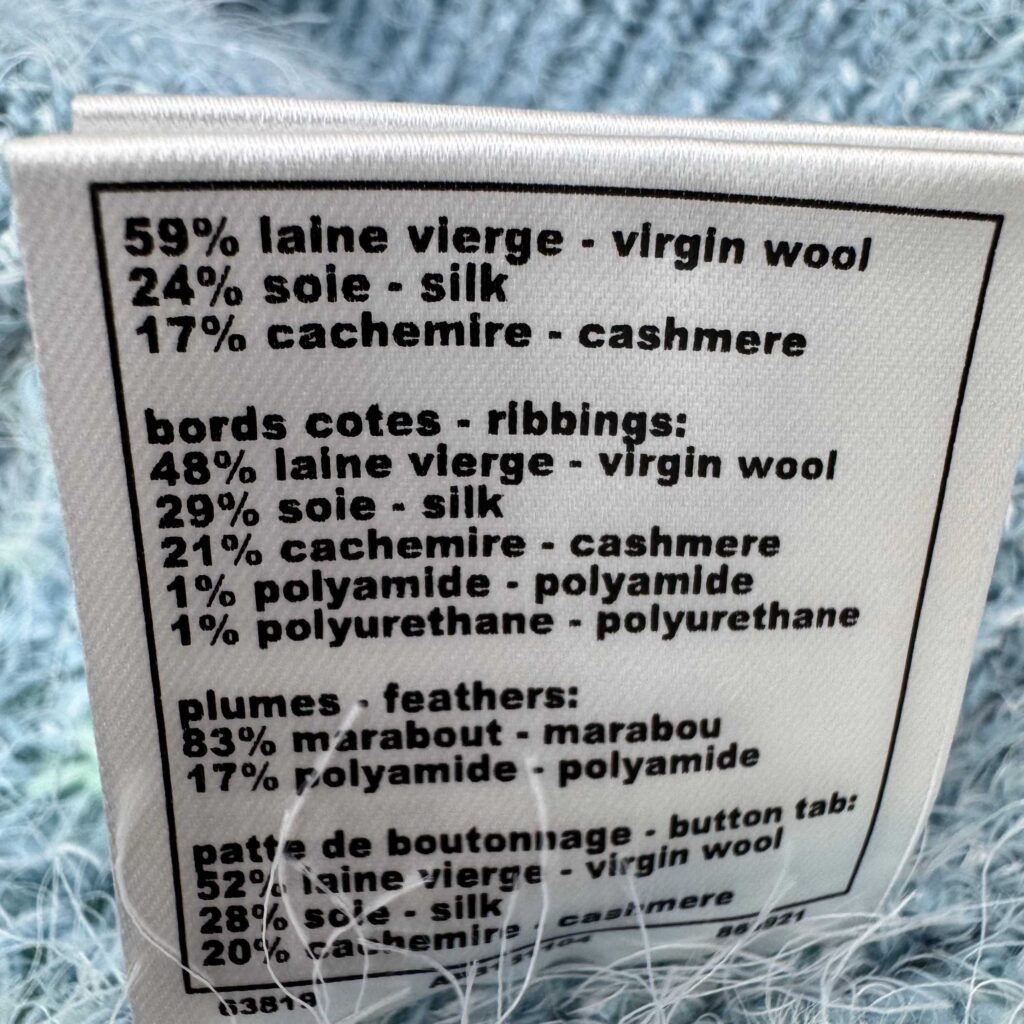 59% laine vierge - virgin wool
24% soie - silk
17% cachemire - cashmere
bords cotes - ribbings:
48% laine vierge - virgin wool
29% soie - silk
21% cachemire - cashmere
1% polyamide - polyamide
1% polyurethane - polyurethane
plumes - feathers:
83% marabout - marabou
17% polyamide - polyamide
patte de boutonnage - button tab:
52% laine vierge - virgin wool
28% soie - silk
20% cachemire - cashmere
63819